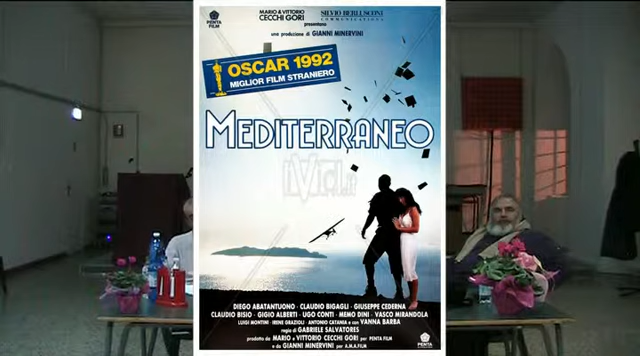 MARIO & VITTORIO
CECCHI GORI
SILVIO BERLUSCONI
COMMUNICATIONS
PENTA
FILM
presentano
una produzione di GIANNI MINERVINI
OSCAR 1992
MIGLIOR FILM STRANIERO
MEDITERRANEO
iVid.it
DIEGO ABATANTUONO - CLAUDIO BIGAGLI - GIUSEPPE CEDERNA
CLAUDIO BISIO - GIGIO ALBERTI - UGO CONTI - MEMO DINI - VASCO MIRANDOLA
LUIGI MONTINI - IRENE GRAZIOLI - ANTONIO CATANIA e con VANNA BARBA
regia di GABRIELE SALVATORES
prodotto da MARIO e VITTORIO CECCHI GORI per PENTA FILM
e da GIANNI MINERVINI per A.M.A. FILM
PENTA